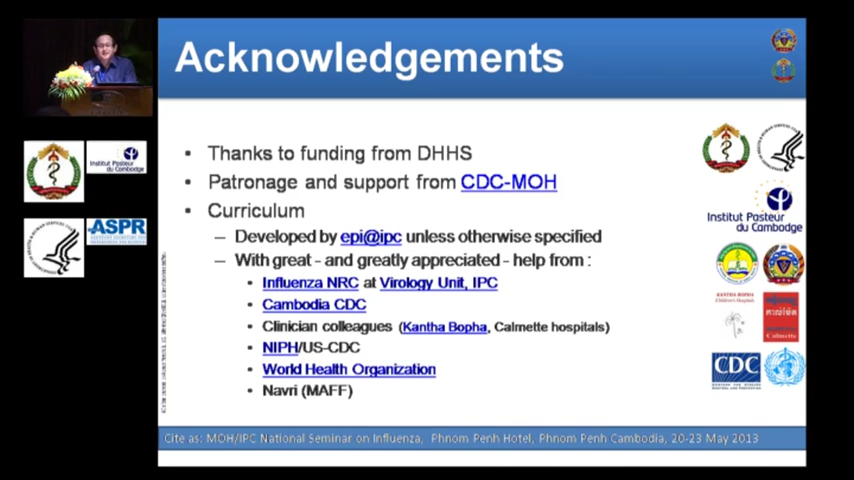 Acknowledgements
Thanks to funding from DHHS
Patronage and support from CDC-MOH
Curriculum
Developed by epi@ipc unless otherwise specified
With great - and greatly appreciated - help from :
Influenza NRC at Virology Unit, IPC
Cambodia CDC
Clinician colleagues (Kantha Bopha, Calmette hospitals)
NIPH/US-CDC
World Health Organization
Navri (MAFF)
Cite as: MOH/IPC National Seminar on Influenza, Phnom Penh Hotel, Phnom Penh Cambodia, 20-23 May 2013
Institut Pasteur
du Cambodge
ASPR
Institut Pasteur
du Cambodge
KANTHA BOPHA
Calmette
CDC